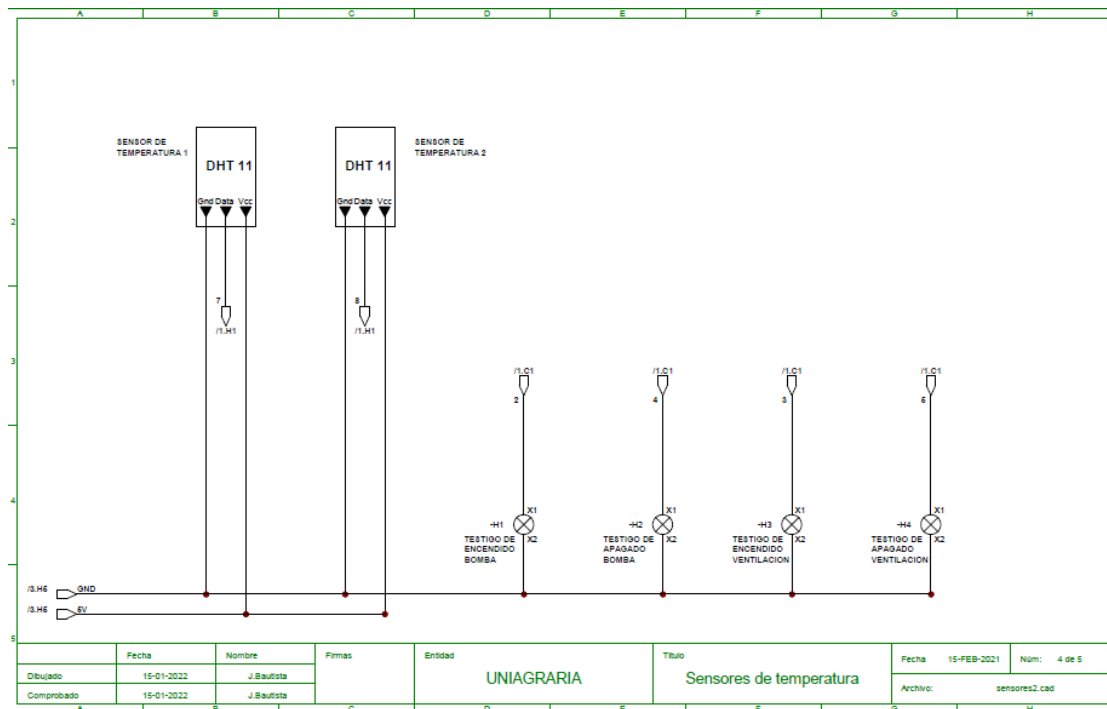 A B C D E F G H
1
SENSOR DE
TEMPERATURA 1
DHT 11
Gnd Data Vcc
DHT 11
Gnd Data Vcc
SENSOR DE
TEMPERATURA 2
2
7
/1.H1
8
/1.H1
3
/1.C1
2
/1.C1
4
/1.C1
3
/1.C1
5
4
-H1
X1
X2
TESTIGO DE
ENCENDIDO
BOMBA
-H2
X1
X2
TESTIGO DE
APAGADO
BOMBA
-H3
X1
X2
TESTIGO DE
ENCENDIDO
VENTILACION
-H4
X1
X2
TESTIGO DE
APAGADO
VENTILACION
/3.H5 GND
/3.H5 5V
5
Fecha Nombre Firmas Entidad Título Fecha 15-FEB-2021 Núm: 4 de 5
Dibujado 15-01-2022 J.Bautista UNIAGRARIA Sensores de temperatura
Comprobado 15-01-2022 J.Bautista Archivo: sensores2.cad
A B C D E F G H